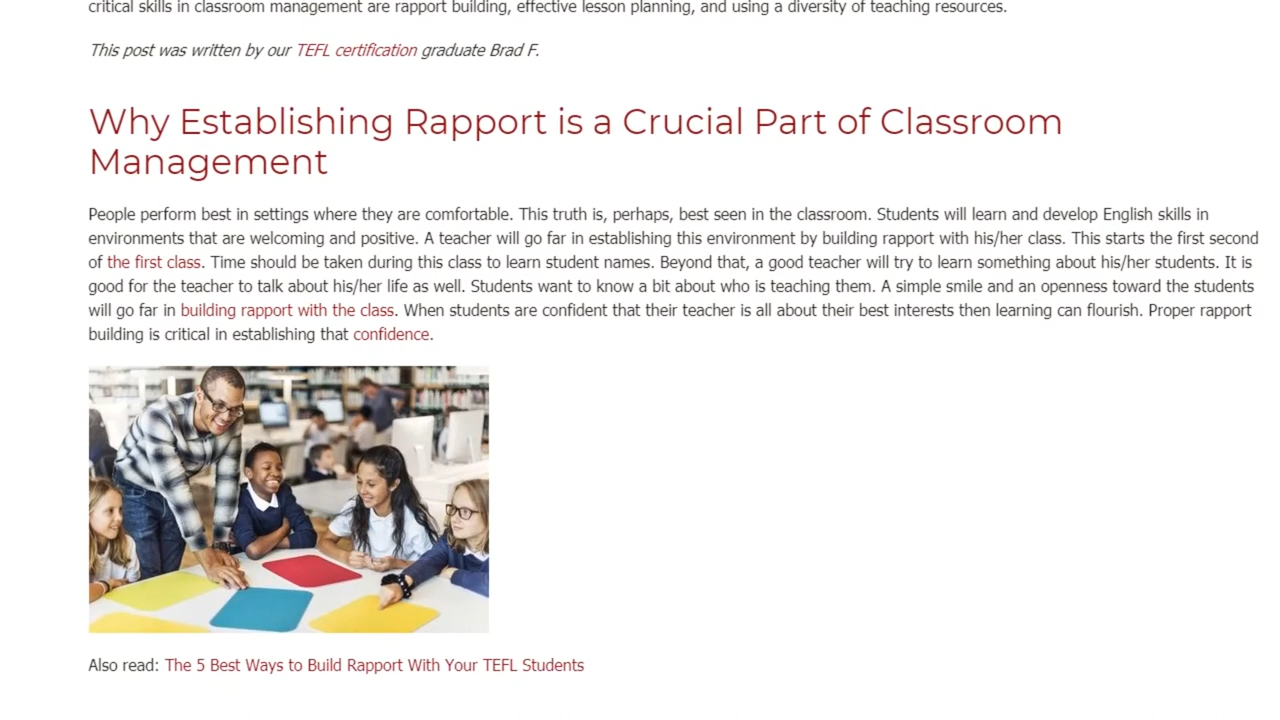 critical skills in classroom management are rapport building, effective lesson planning, and using a diversity of teaching resources.
This post was written by our TEFL certification graduate Brad F.
Why Establishing Rapport is a Crucial Part of Classroom
Management
People perform best in settings where they are comfortable. This truth is, perhaps, best seen in the classroom. Students will learn and develop English skills in
environments that are welcoming and positive. A teacher will go far in establishing this environment by building rapport with his/her class. This starts the first second
of the first class. Time should be taken during this class to learn student names. Beyond that, a good teacher will try to learn something about his/her students. It is
good for the teacher to talk about his/her life as well. Students want to know a bit about who is teaching them. A simple smile and an openness toward the students
will go far in building rapport with the class. When students are confident that their teacher is all about their best interests then learning can flourish. Proper rapport
building is critical in establishing that confidence.
Also read: The 5 Best Ways to Build Rapport With Your TEFL Students